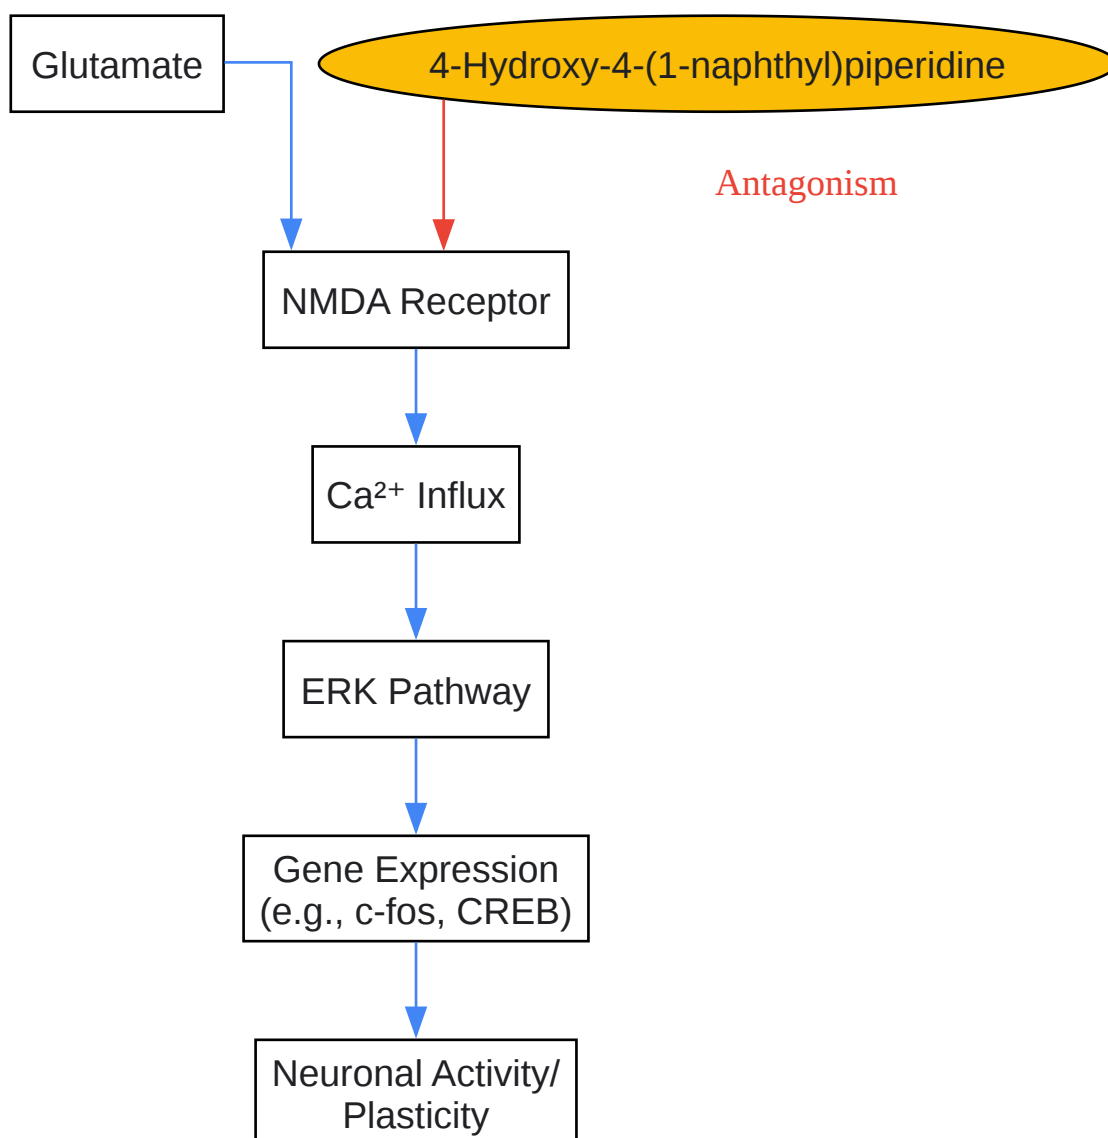 Glutamate
4-Hydroxy-4-(1-naphthyl)piperidine
Antagonism
NMDA Receptor
Ca²⁺ Influx
ERK Pathway
Gene Expression
(e.g., c-fos, CREB)
Neuronal Activity/
Plasticity